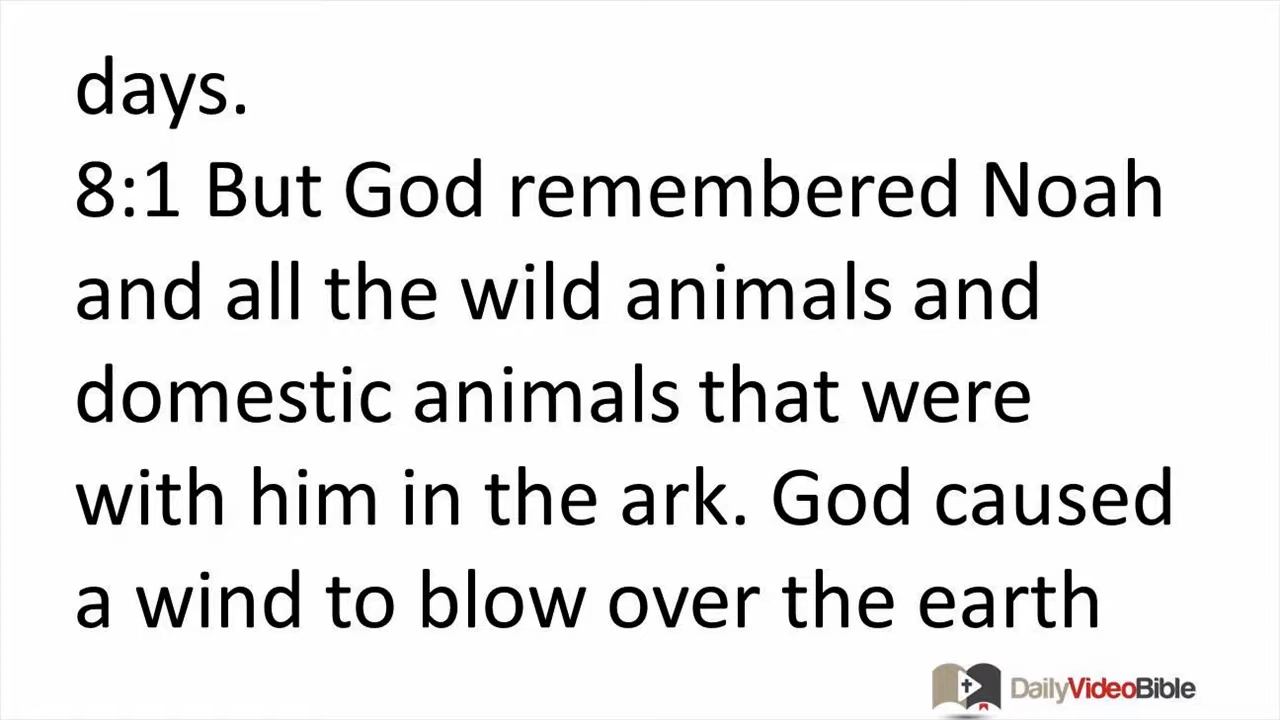 days.
8:1 But God remembered Noah
and all the wild animals and
domestic animals that were
with him in the ark. God caused
a wind to blow over the earth
DailyVideoBible